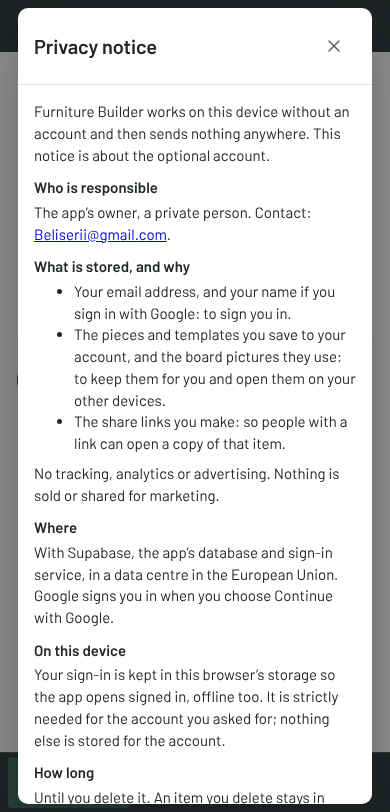 Privacy notice
Furniture Builder works on this device without an
account and then sends nothing anywhere. This
notice is about the optional account.
Who is responsible
The app’s owner, a private person. Contact:
Beliserii@gmail.com.
What is stored, and why
• Your email address, and your name if you
sign in with Google: to sign you in.
• The pieces and templates you save to your
account, and the board pictures they use:
to keep them for you and open them on your
other devices.
• The share links you make: so people with a
link can open a copy of that item.
No tracking, analytics or advertising. Nothing is
sold or shared for marketing.
Where
With Supabase, the app’s database and sign-in
service, in a data centre in the European Union.
Google signs you in when you choose Continue
with Google.
On this device
Your sign-in is kept in this browser’s storage so
the app opens signed in, offline too. It is strictly
needed for the account you asked for; nothing
else is stored for the account.
How long
Until you delete it. An item you delete stays in